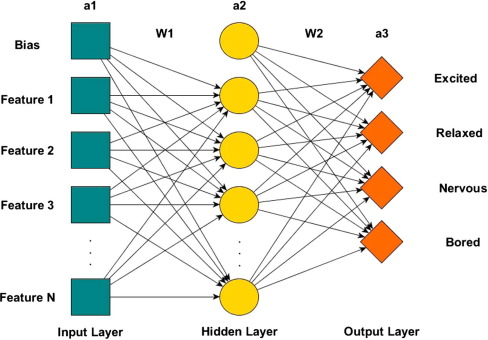 a1
W1
a2
W2
a3
Bias
Feature 1
Feature 2
Feature 3
Feature N
Excited
Relaxed
Nervous
Bored
Input Layer
Hidden Layer
Output Layer